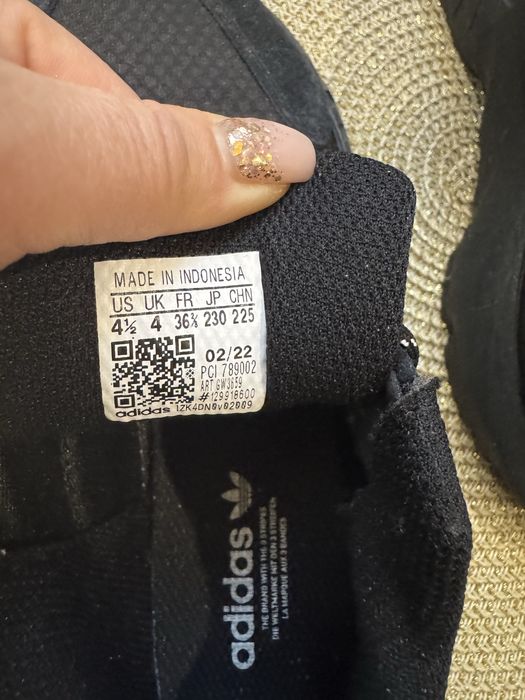 MADE IN INDONESIA
US UK FR JP CHN
4½ 4 36⅔ 230 225
02/22
PCI 789002
ART GW3659
#129918600
adidas 1ZK4DN0v02009
adidas
THE BRAND WITH THE 3 STRIPES
DIE WELTMARKE MIT DEN 3 STREIFEN
LA MARQUE AUX 3 BANDES